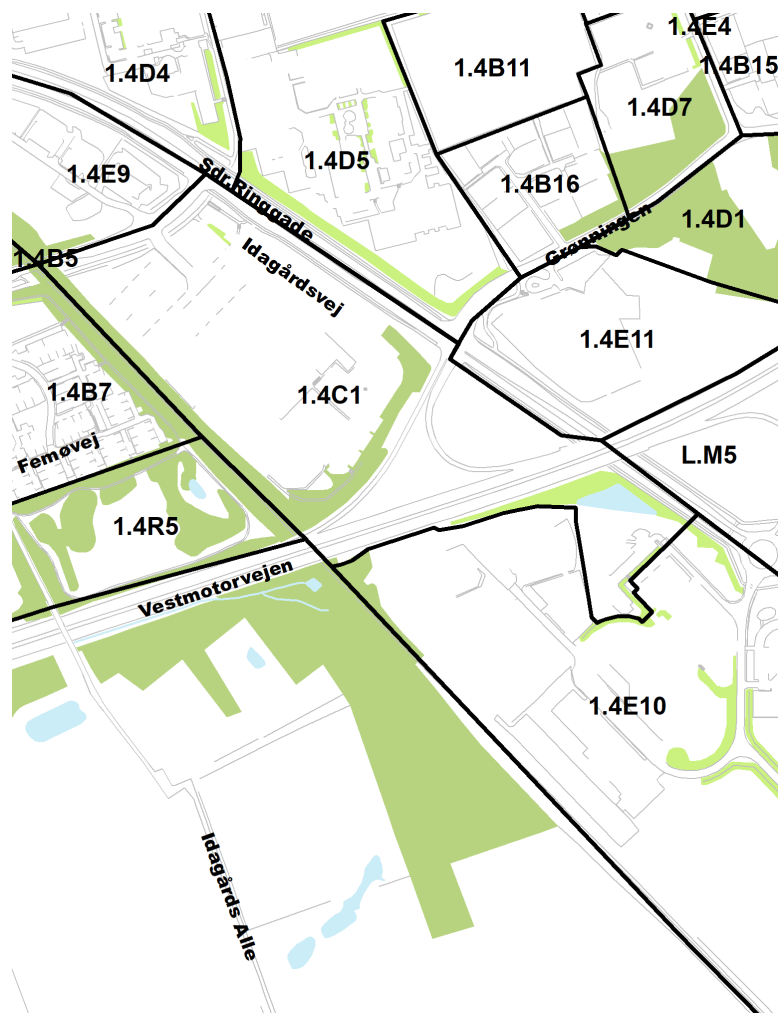 1.4E4
1.4D4
1.4B11
1.4B15
1.4D7
1.4D5
1.4E9
1.4B16
Sdr.Ringgade
1.4D1
Grønningen
1.4B5
Idagårdsvej
1.4E11
1.4B7
1.4C1
Femøvej
L.M5
1.4R5
Vestmotorvejen
1.4E10
Idagårds Alle